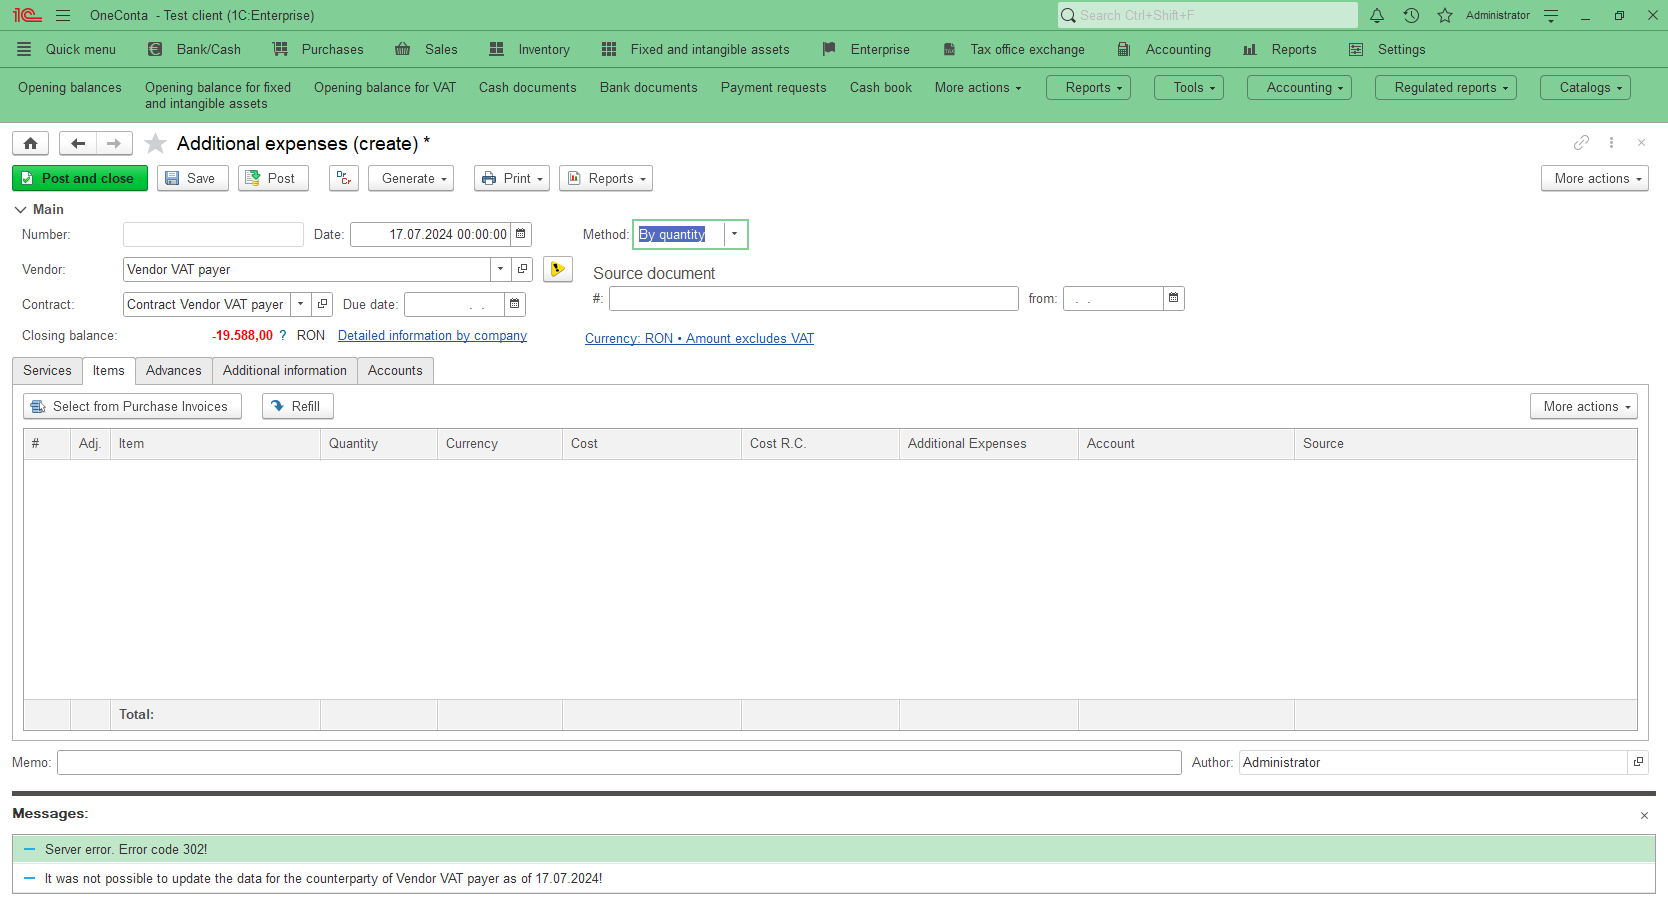 OneConta - Test client (1C:Enterprise)
Search Ctrl+Shift+F
Administrator
Quick menu
Bank/Cash
Purchases
Sales
Inventory
Fixed and intangible assets
Enterprise
Tax office exchange
Accounting
Reports
Settings
Opening balances
Opening balance for fixed
and intangible assets
Opening balance for VAT
Cash documents
Bank documents
Payment requests
Cash book
More actions
Reports
Tools
Accounting
Regulated reports
Catalogs
Additional expenses (create) *
Post and close
Save
Post
Dr
Cr
Generate
Print
Reports
More actions
Main
Number:
Date: 17.07.2024 00:00:00
Method: By quantity
Vendor: Vendor VAT payer
Source document
Contract: Contract Vendor VAT payer
Due date: . .
#:
from: . .
Closing balance: -19.588,00 ? RON Detailed information by company
Currency: RON • Amount excludes VAT
Services
Items
Advances
Additional information
Accounts
Select from Purchase Invoices
Refill
More actions
# Adj. Item Quantity Currency Cost Cost R.C. Additional Expenses Account Source
Total:
Memo:
Author: Administrator
Messages:
Server error. Error code 302!
It was not possible to update the data for the counterparty of Vendor VAT payer as of 17.07.2024!